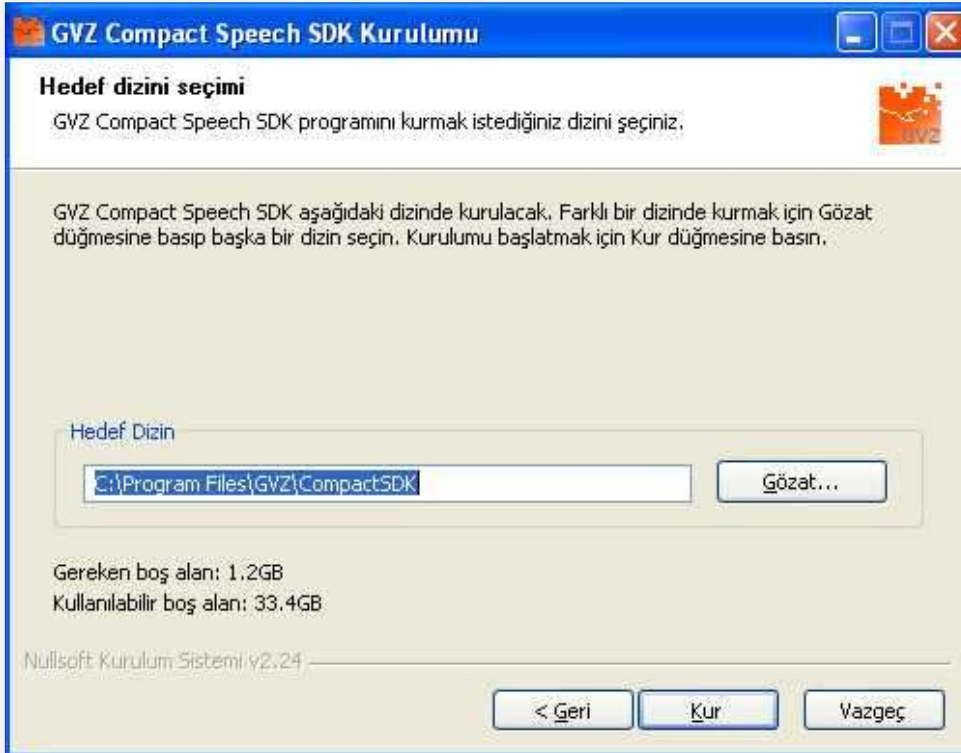 GVZ Compact Speech SDK Kurulumu
Hedef dizini seçimi
GVZ Compact Speech SDK programını kurmak istediğiniz dizini seçiniz.
GVZ
GVZ Compact Speech SDK aşağıdaki dizinde kurulacak. Farklı bir dizinde kurmak için Gözat
düğmesine basıp başka bir dizin seçin. Kurulumu başlatmak için Kur düğmesine basın.
Hedef Dizin
C:\Program Files\GVZ\CompactSDK
Gözat...
Gereken boş alan: 1.2GB
Kullanılabilir boş alan: 33.4GB
Nullsoft Kurulum Sistemi v2.24
< Geri
Kur
Vazgeç